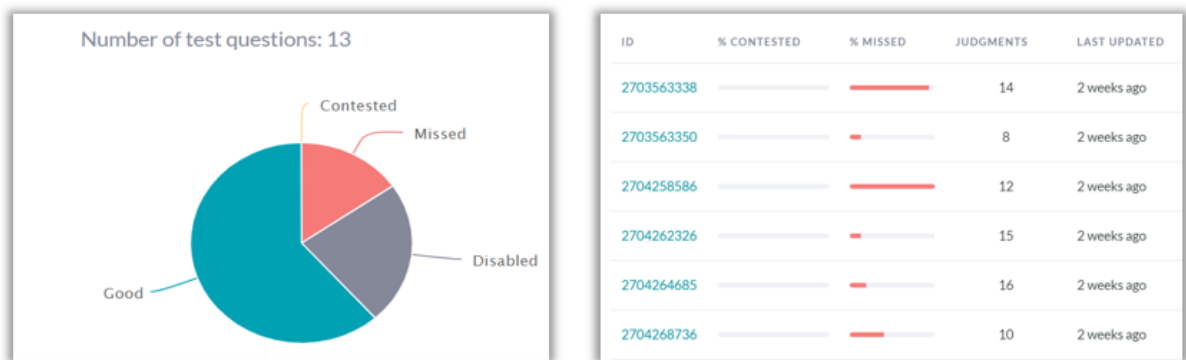 Number of test questions: 13
Contested
Missed
Disabled
Good
ID % CONTESTED % MISSED JUDGMENTS LAST UPDATED
2703563338 14 2 weeks ago
2703563350 8 2 weeks ago
2704258586 12 2 weeks ago
2704262326 15 2 weeks ago
2704264685 16 2 weeks ago
2704268736 10 2 weeks ago